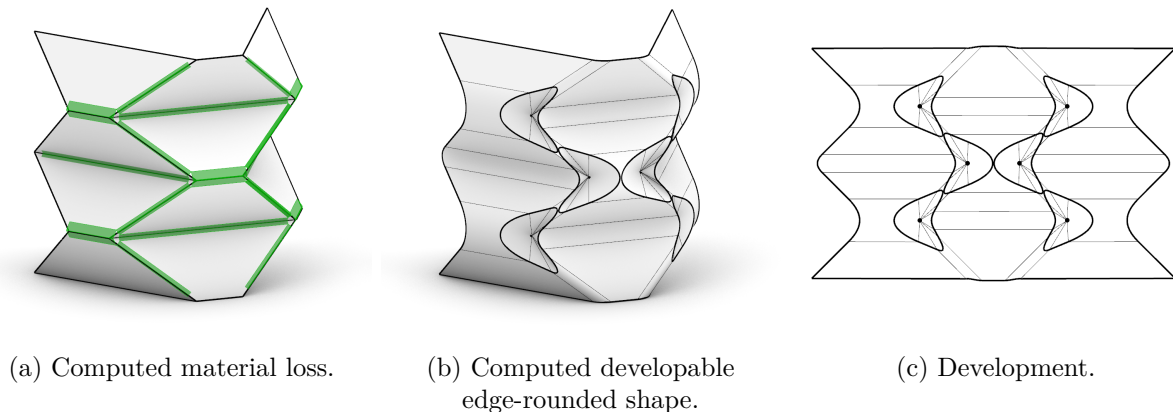 (a) Computed material loss.
(b) Computed developable
edge-rounded shape.
(c) Development.